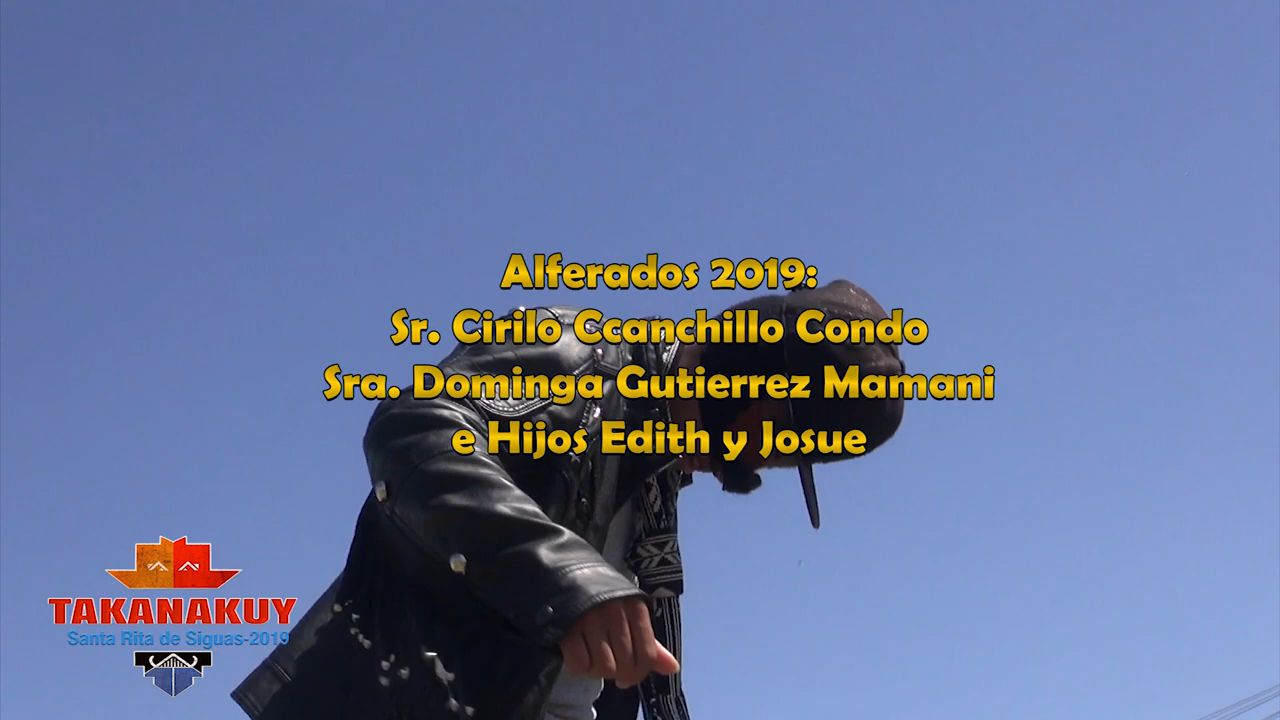 Alferados 2019:
Sr. Cirilo Ccanchillo Condo
Sra. Dominga Gutierrez Mamani
e Hijos Edith y Josue
TAKANAKUY
Santa Rita de Siguas-2019